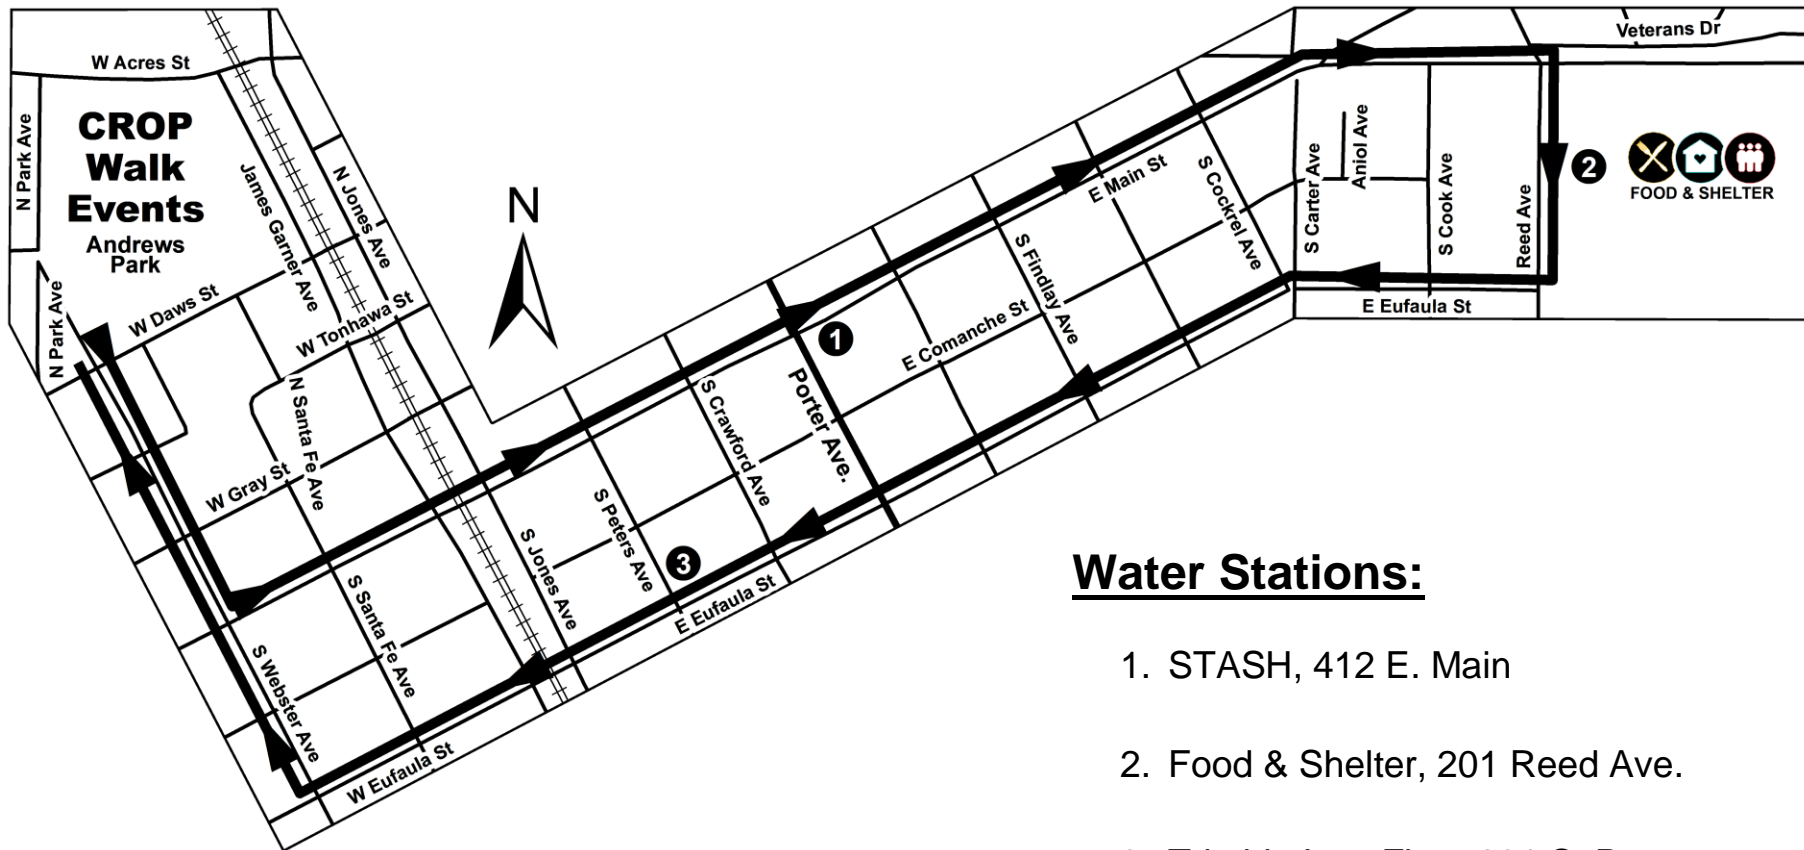 W Acres St
Veterans Dr
N Park Ave
CROP
Walk
Events
Andrews
Park
James Garner Ave
N Jones Ave
N
E Main St
S Cockrel Ave
S Carter Ave
Aniol Ave
S Cook Ave
Reed Ave
2
FOOD & SHELTER
N Park Ave
W Daws St
W Tonhawa St
S Findlay Ave
E Comanche St
E Eufaula St
1
Porter Ave.
N Santa Fe Ave
S Crawford Ave
W Gray St
S Peters Ave
S Jones Ave
3
E Eufaula St
S Santa Fe Ave
S Webster Ave
W Eufaula St
Water Stations:
1. STASH, 412 E. Main
2. Food & Shelter, 201 Reed Ave.